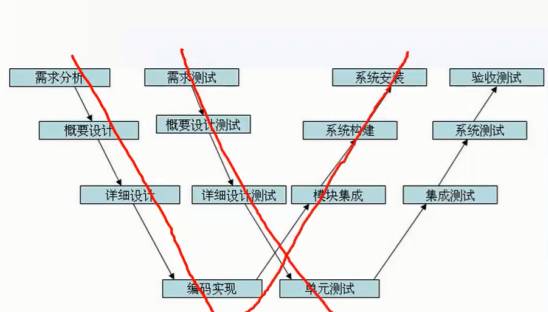 需求分析 需求测试 系统安装 验收测试
概要设计 概要设计测试 系统构建 系统测试
详细设计 详细设计测试 模块集成 集成测试
编码实现 单元测试